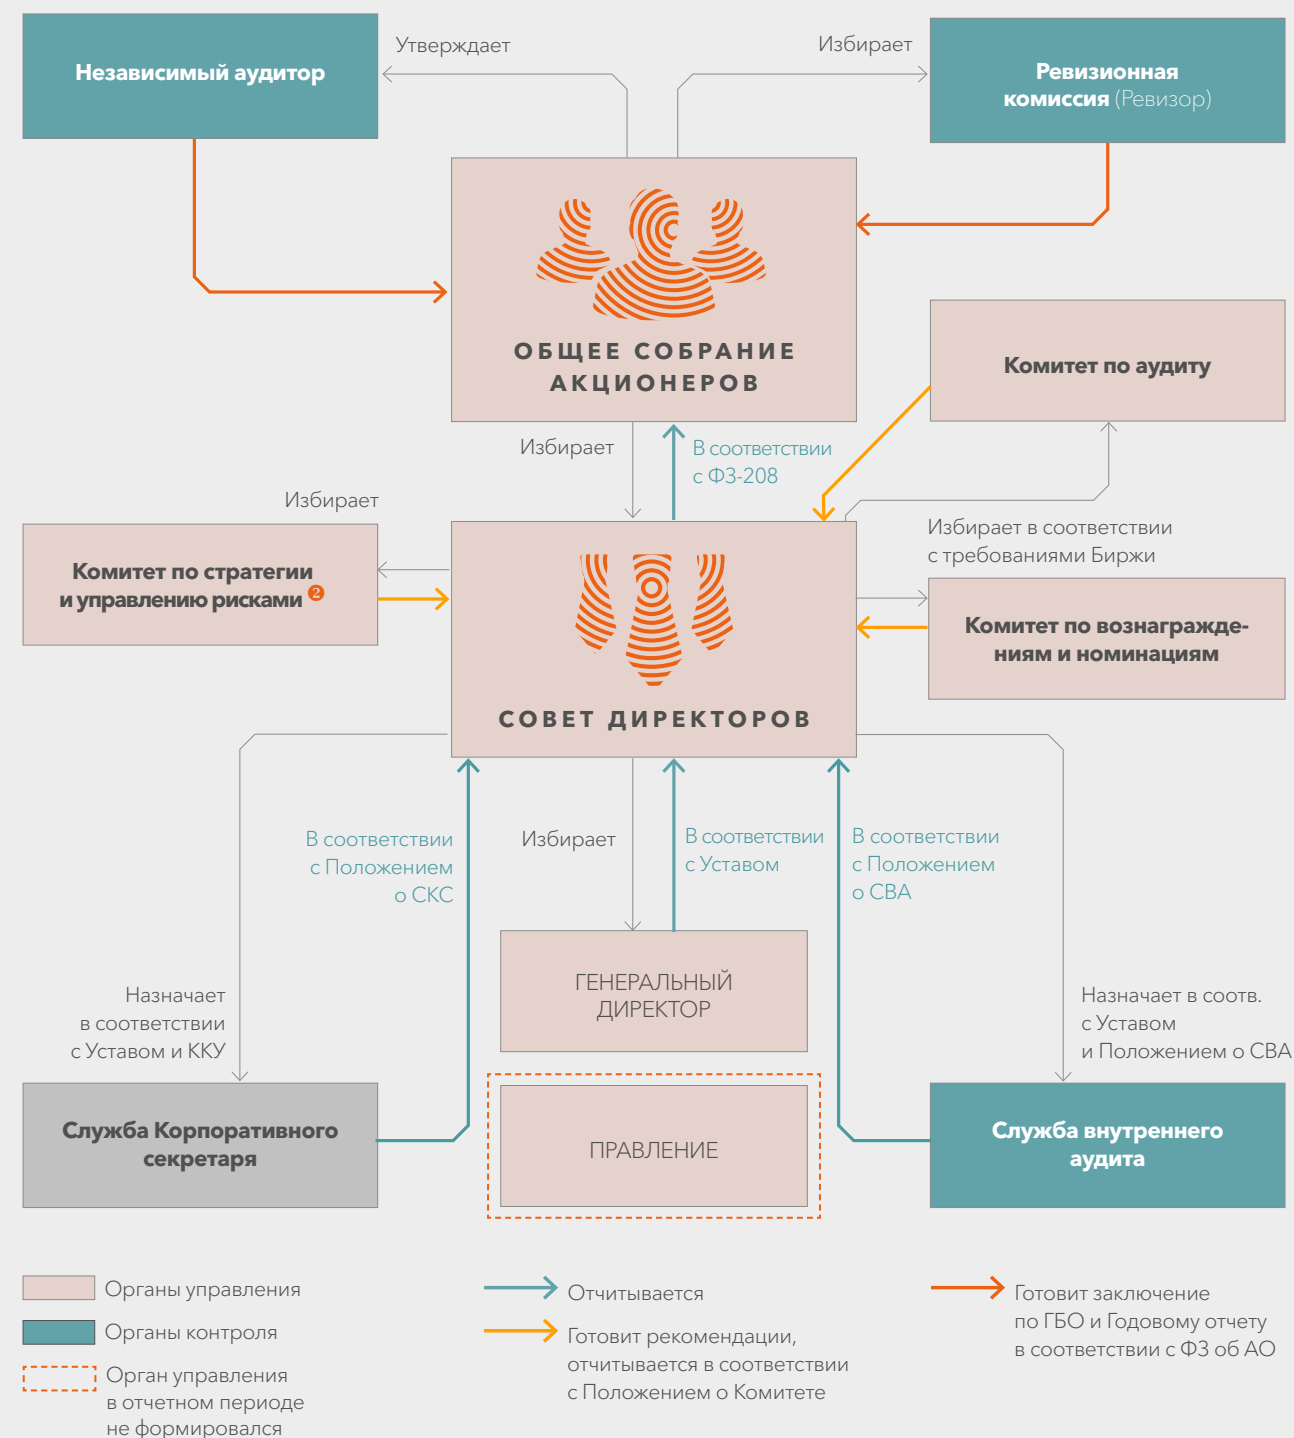 Утверждает
Избирает
Независимый аудитор
Ревизионная
комиссия (Ревизор)
ОБЩЕЕ СОБРАНИЕ
АКЦИОНЕРОВ
Комитет по аудиту
Избирает
В соответствии
с ФЗ-208
Избирает
Избирает в соответствии
с требованиями Биржи
Комитет по стратегии
и управлению рисками 2
Комитет по вознагражде-
ниям и номинациям
СОВЕТ ДИРЕКТОРОВ
В соответствии
с Положением
о СКС
Избирает
В соответствии
с Уставом
В соответствии
с Положением
о СВА
ГЕНЕРАЛЬНЫЙ
ДИРЕКТОР
Назначает
в соответствии
с Уставом и ККУ
Назначает в соотв.
с Уставом
и Положением о СВА
Служба Корпоративного
секретаря
ПРАВЛЕНИЕ
Служба внутреннего
аудита
Органы управления
Органы контроля
Орган управления
в отчетном периоде
не формировался
Отчитывается
Готовит рекомендации,
отчитывается в соответствии
с Положением о Комитете
Готовит заключение
по ГБО и Годовому отчету
в соответствии с ФЗ об АО